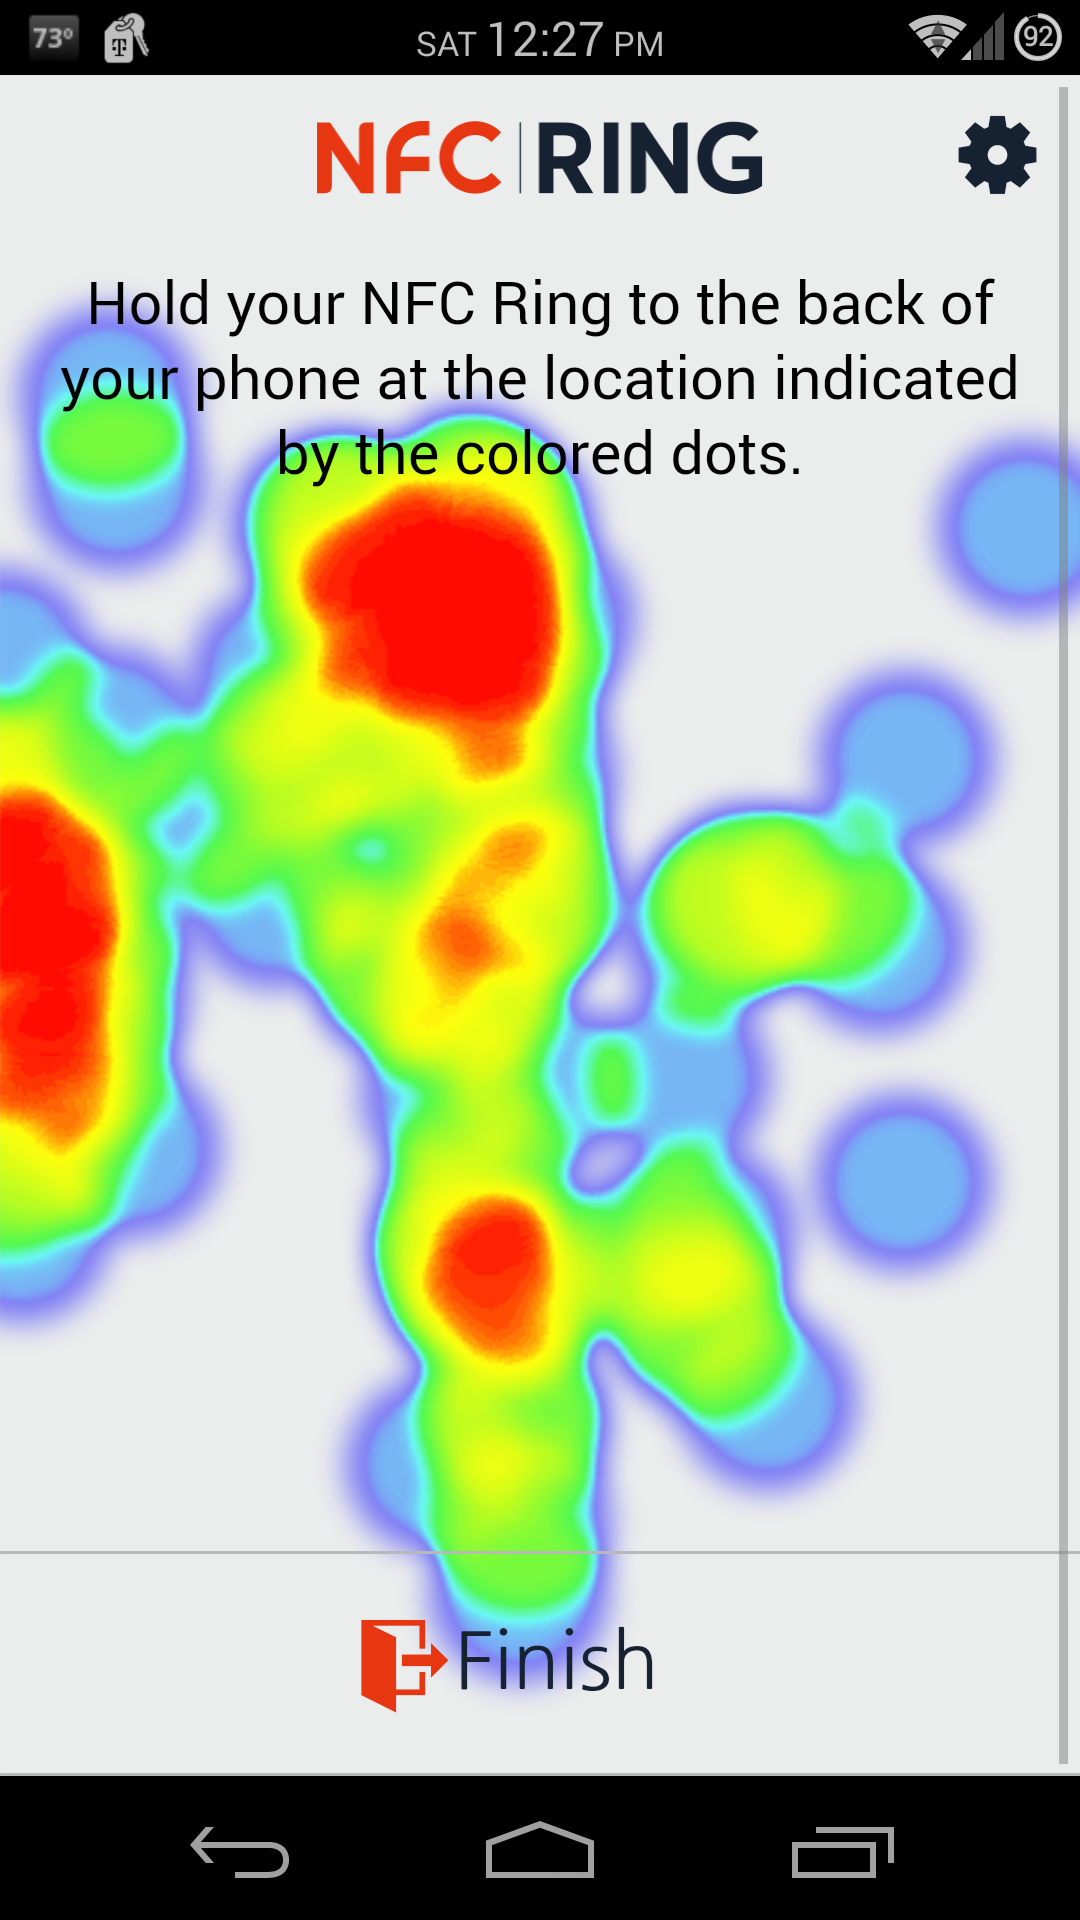 73°
T
SAT 12:27 PM
92
NFC RING
Hold your NFC Ring to the back of
your phone at the location indicated
by the colored dots.
Finish